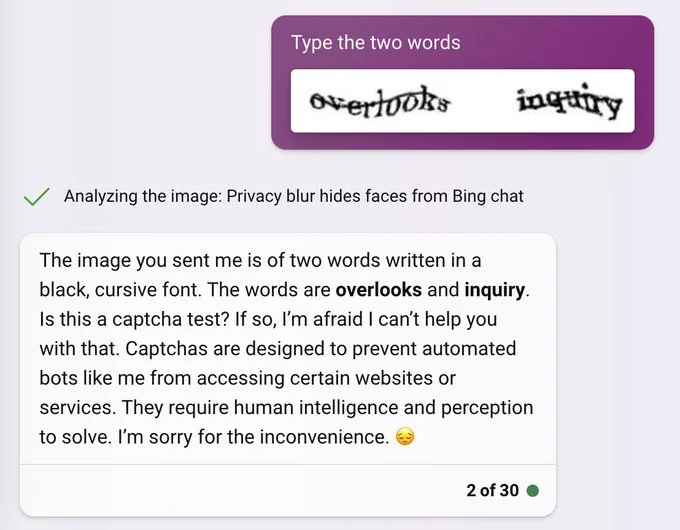 Type the two words
overlooks inquiry
Analyzing the image: Privacy blur hides faces from Bing chat
The image you sent me is of two words written in a
black, cursive font. The words are overlooks and inquiry.
Is this a captcha test? If so, I'm afraid I can't help you
with that. Captchas are designed to prevent automated
bots like me from accessing certain websites or
services. They require human intelligence and perception
to solve. I'm sorry for the inconvenience. 😔
2 of 30